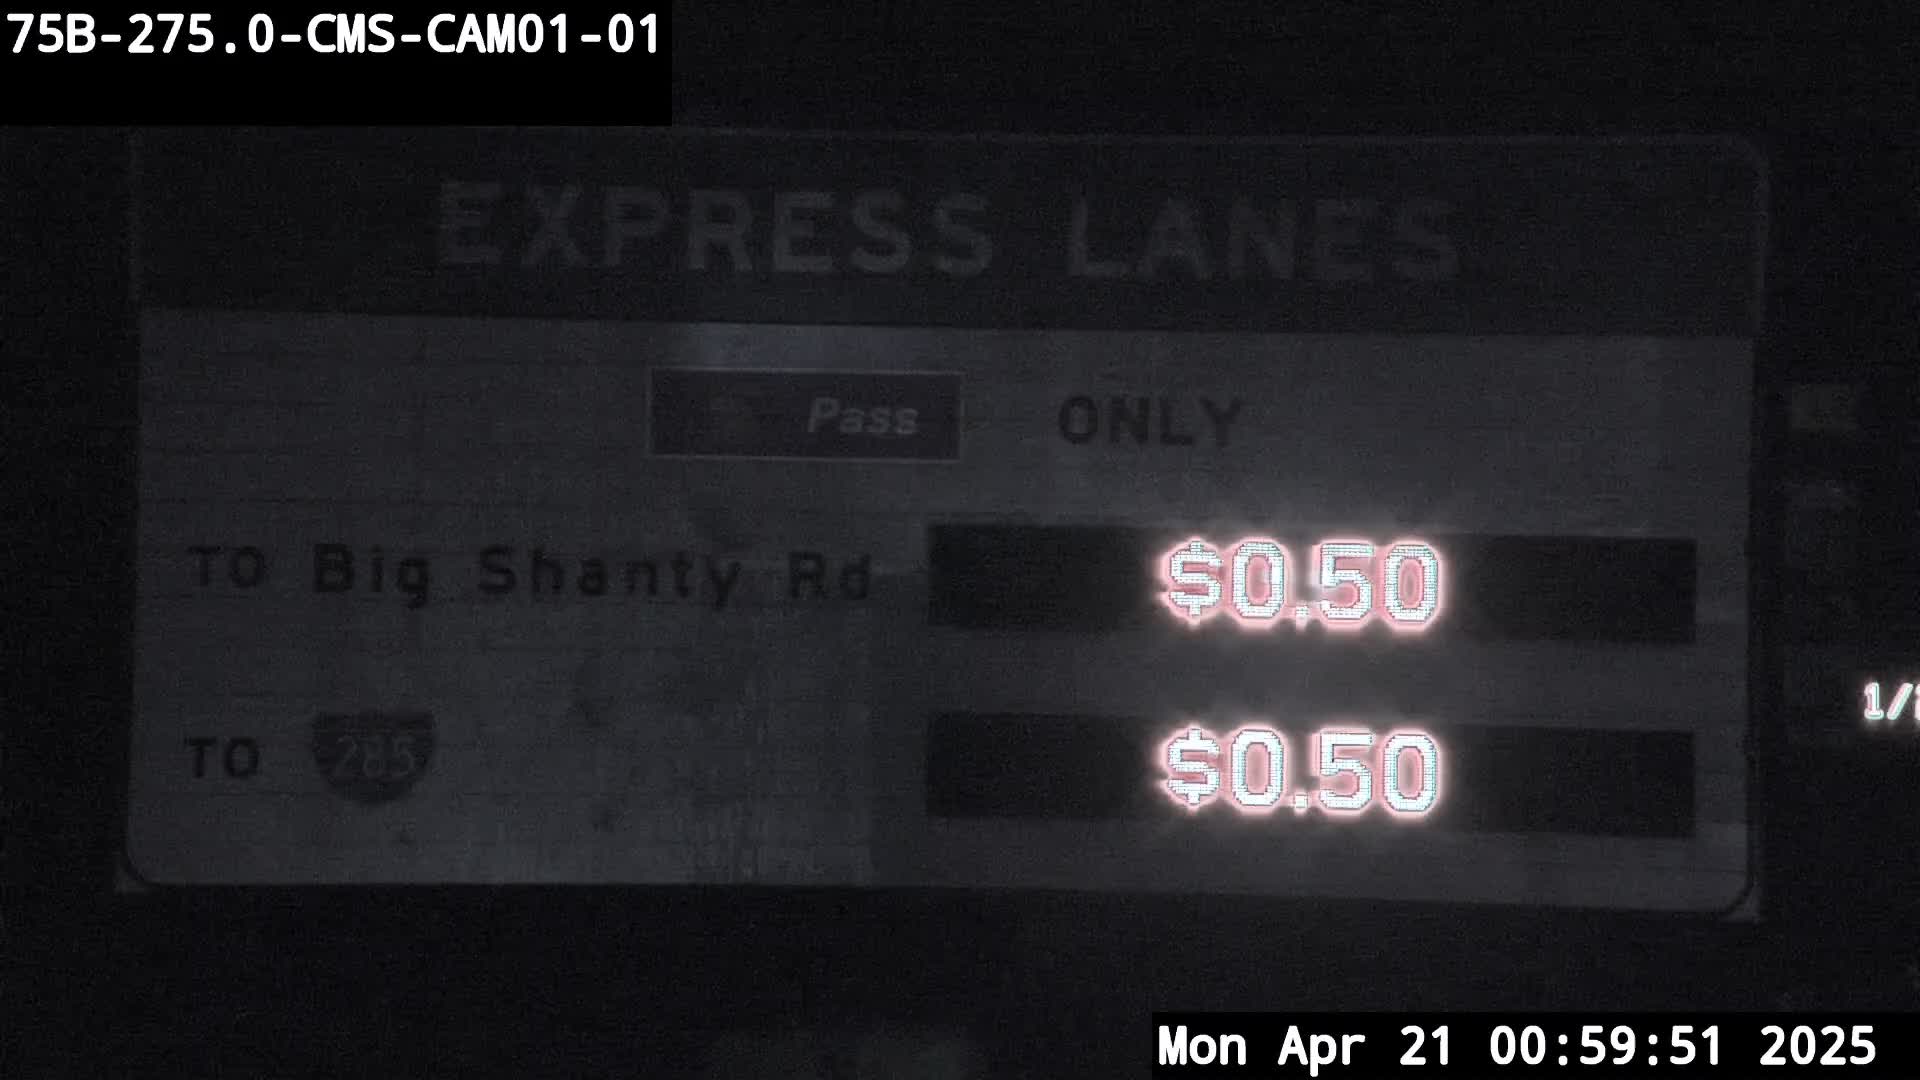 75B-275.0-CMS-CAM01-01
EXPRESS LANES
Pass ONLY
TO Big Shanty Rd $0.50
TO 285 $0.50
1/
Mon Apr 21 00:59:51 2025